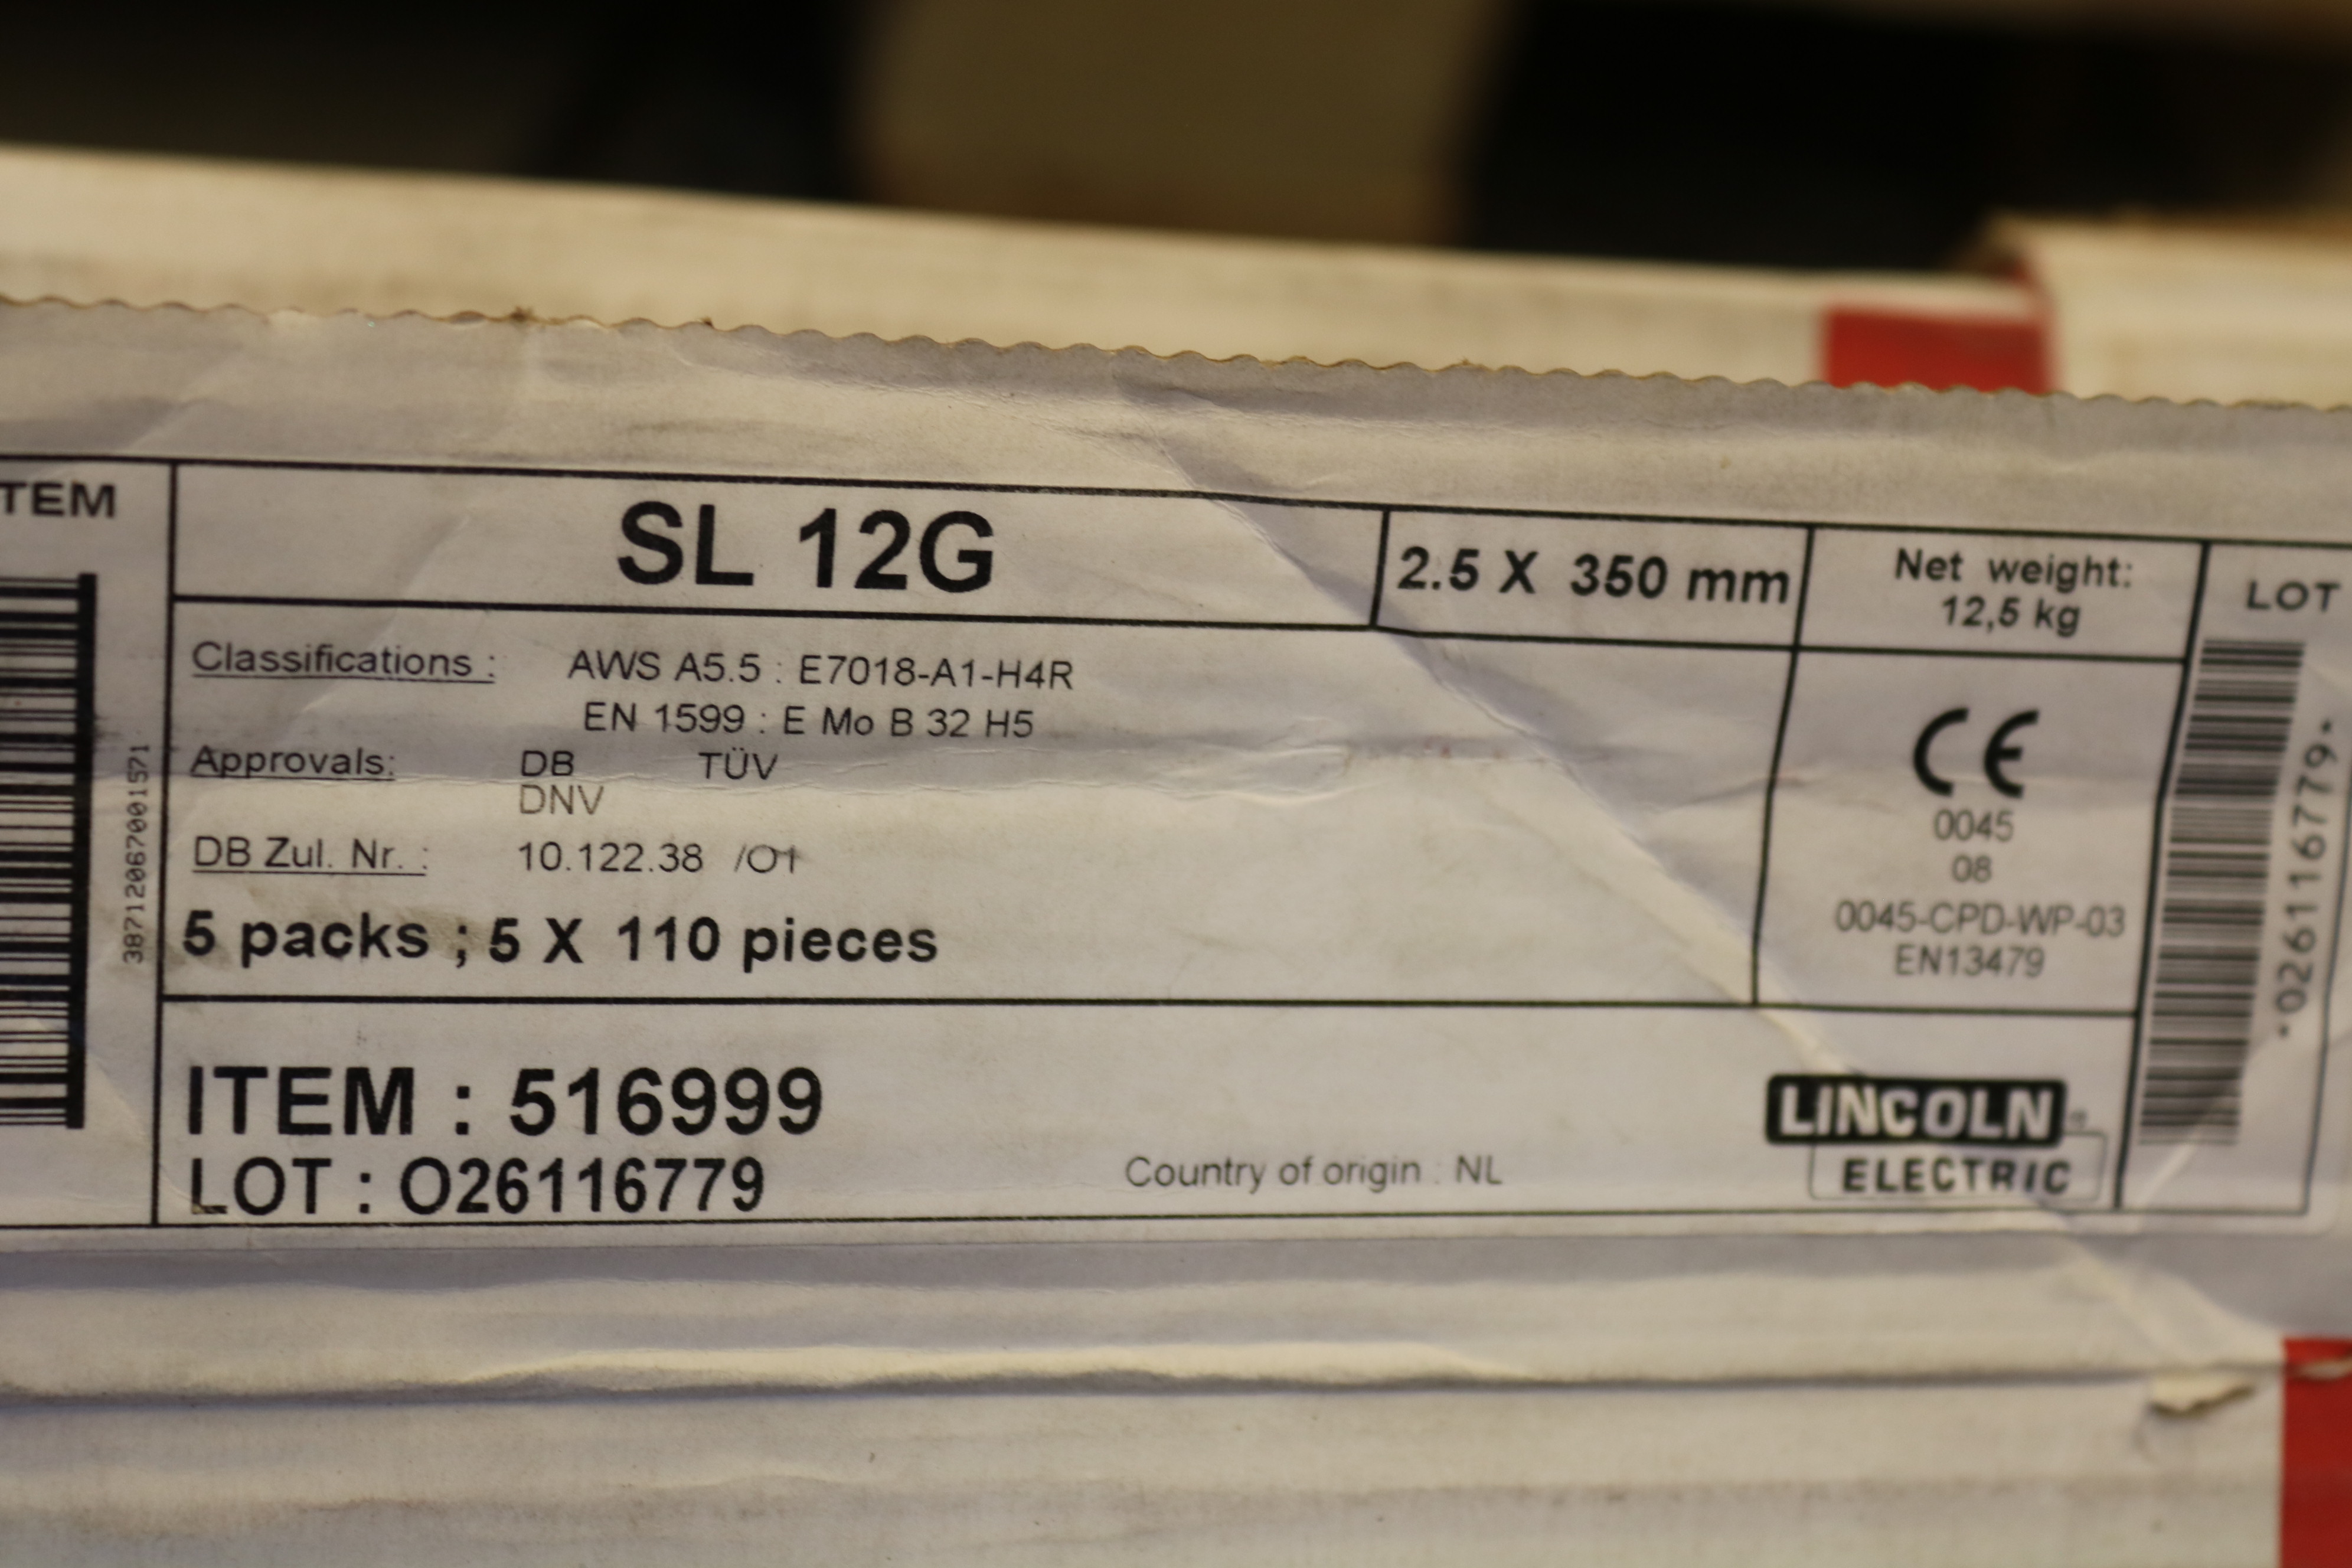 TEM
38712067001571
SL 12G
2.5 X 350 mm
Net weight:
12,5 kg
LOT
Classifications : AWS A5.5 : E7018-A1-H4R
EN 1599 : E Mo B 32 H5
Approvals: DB TÜV
DNV
DB Zul. Nr. : 10.122.38 /O1
5 packs ; 5 X 110 pieces
CE
0045
08
0045-CPD-WP-03
EN13479
*026116779*
ITEM : 516999
LOT : O26116779
Country of origin : NL
LINCOLN ®
ELECTRIC